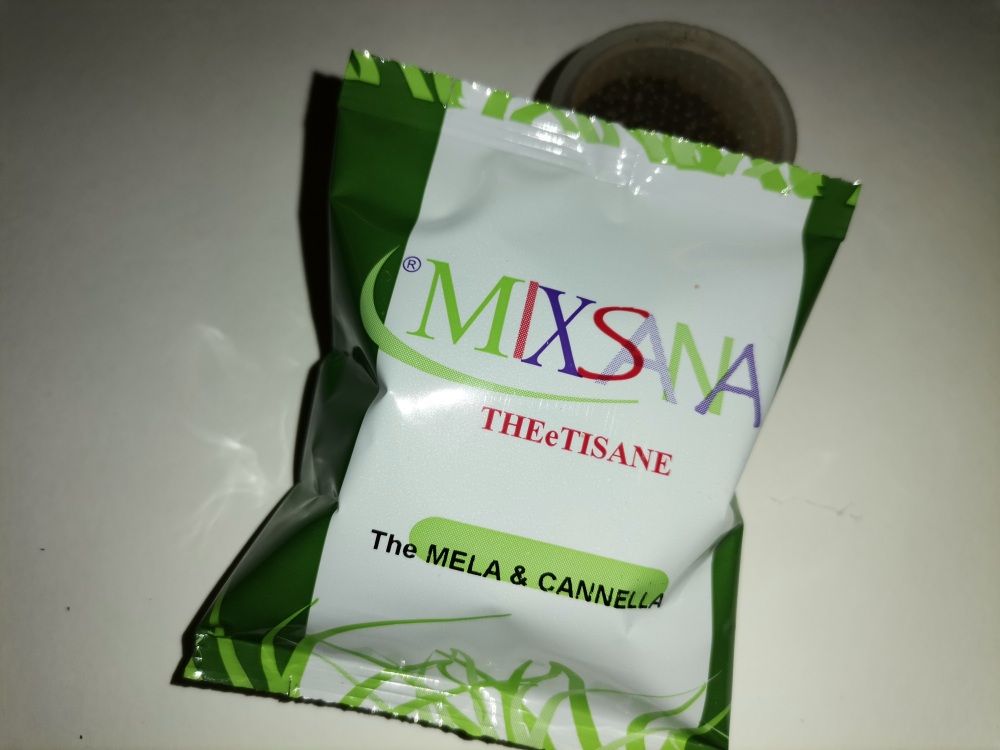 ® MIXSANA
THEeTISANE
The MELA & CANNELLA